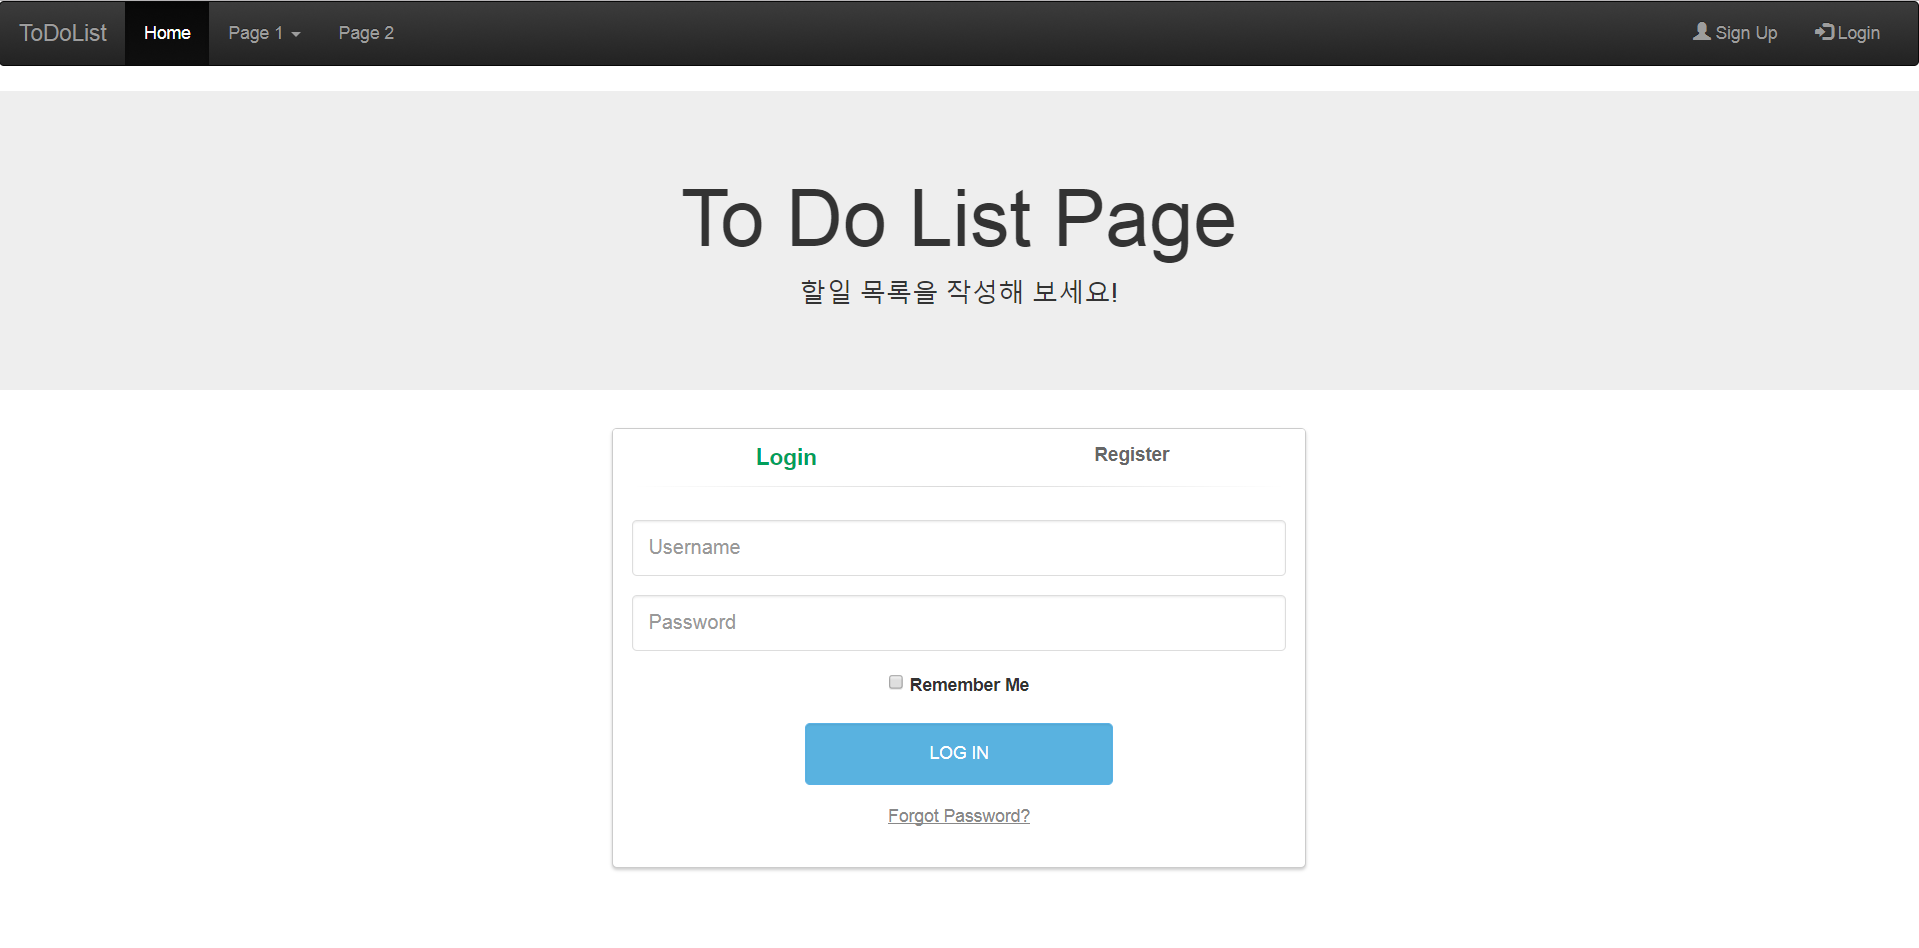 ToDoList Home Page 1 Page 2 Sign Up Login
To Do List Page
할일 목록을 작성해 보세요!
Login Register
Username
Password
Remember Me
LOG IN
Forgot Password?